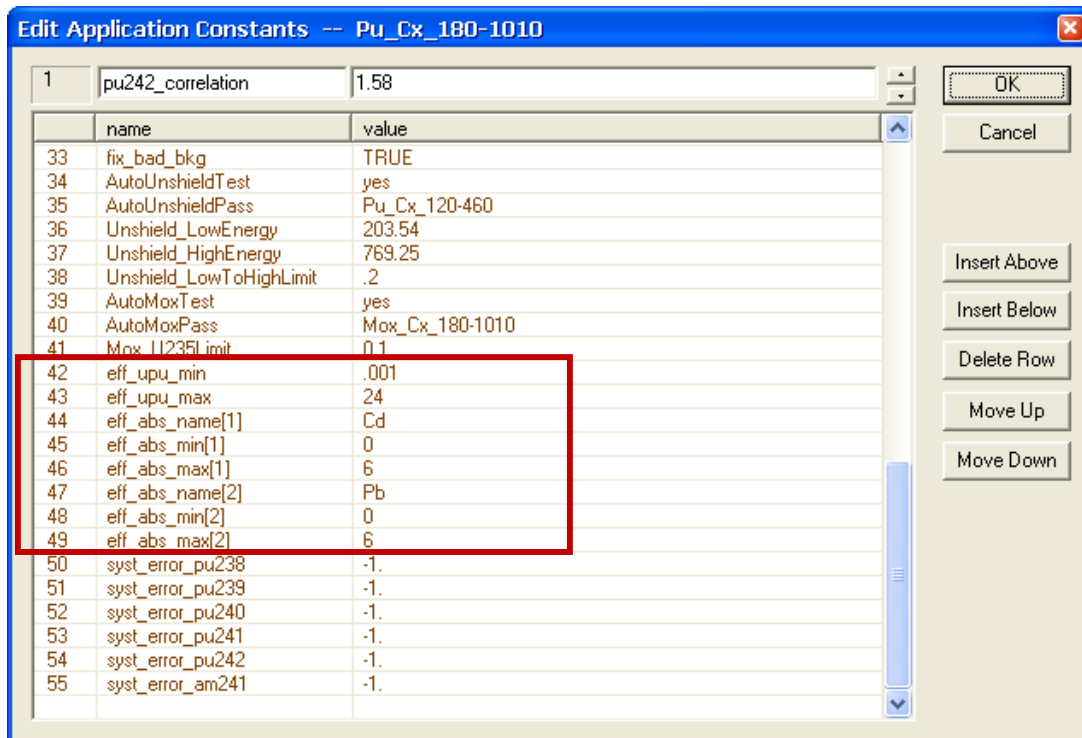 Edit Application Constants -- Pu_Cx_180-1010
1 pu242_correlation 1.58
OK
Cancel
name value
33 fix_bad_bkg TRUE
34 AutoUnshieldTest yes
35 AutoUnshieldPass Pu_Cx_120-460
36 Unshield_LowEnergy 203.54
37 Unshield_HighEnergy 769.25
38 Unshield_LowToHighLimit .2
39 AutoMoxTest yes
40 AutoMoxPass Mox_Cx_180-1010
41 Mox_U235Limit 0.1
42 eff_upu_min .001
43 eff_upu_max 24
44 eff_abs_name[1] Cd
45 eff_abs_min[1] 0
46 eff_abs_max[1] 6
47 eff_abs_name[2] Pb
48 eff_abs_min[2] 0
49 eff_abs_max[2] 6
50 syst_error_pu238 -1.
51 syst_error_pu239 -1.
52 syst_error_pu240 -1.
53 syst_error_pu241 -1.
54 syst_error_pu242 -1.
55 syst_error_am241 -1.
Insert Above
Insert Below
Delete Row
Move Up
Move Down